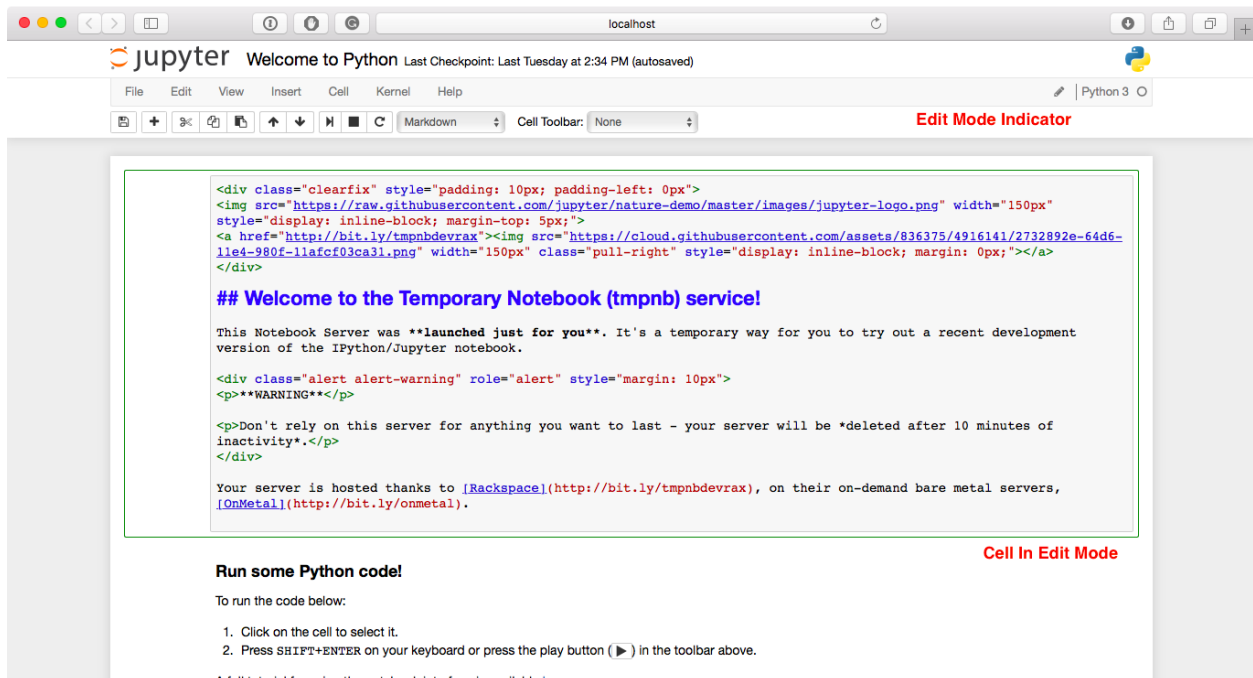 localhost
jupyter Welcome to Python Last Checkpoint: Last Tuesday at 2:34 PM (autosaved)
File Edit View Insert Cell Kernel Help Python 3
Markdown Cell Toolbar: None Edit Mode Indicator
<div class="clearfix" style="padding: 10px; padding-left: 0px">
<img src="https://raw.githubusercontent.com/jupyter/nature-demo/master/images/jupyter-logo.png" width="150px"
style="display: inline-block; margin-top: 5px;">
<a href="http://bit.ly/tmpnbdevrax"><img src="https://cloud.githubusercontent.com/assets/836375/4916141/2732892e-64d6-
11e4-980f-11afcf03ca31.png" width="150px" class="pull-right" style="display: inline-block; margin: 0px;"></a>
</div>
## Welcome to the Temporary Notebook (tmpnb) service!
This Notebook Server was **launched just for you**. It's a temporary way for you to try out a recent development
version of the IPython/Jupyter notebook.
<div class="alert alert-warning" role="alert" style="margin: 10px">
<p>**WARNING**</p>
<p>Don't rely on this server for anything you want to last - your server will be *deleted after 10 minutes of
inactivity*.</p>
</div>
Your server is hosted thanks to [Rackspace](http://bit.ly/tmpnbdevrax), on their on-demand bare metal servers,
[OnMetal](http://bit.ly/onmetal).
Cell In Edit Mode
Run some Python code!
To run the code below:
1. Click on the cell to select it.
2. Press SHIFT+ENTER on your keyboard or press the play button ( ) in the toolbar above.